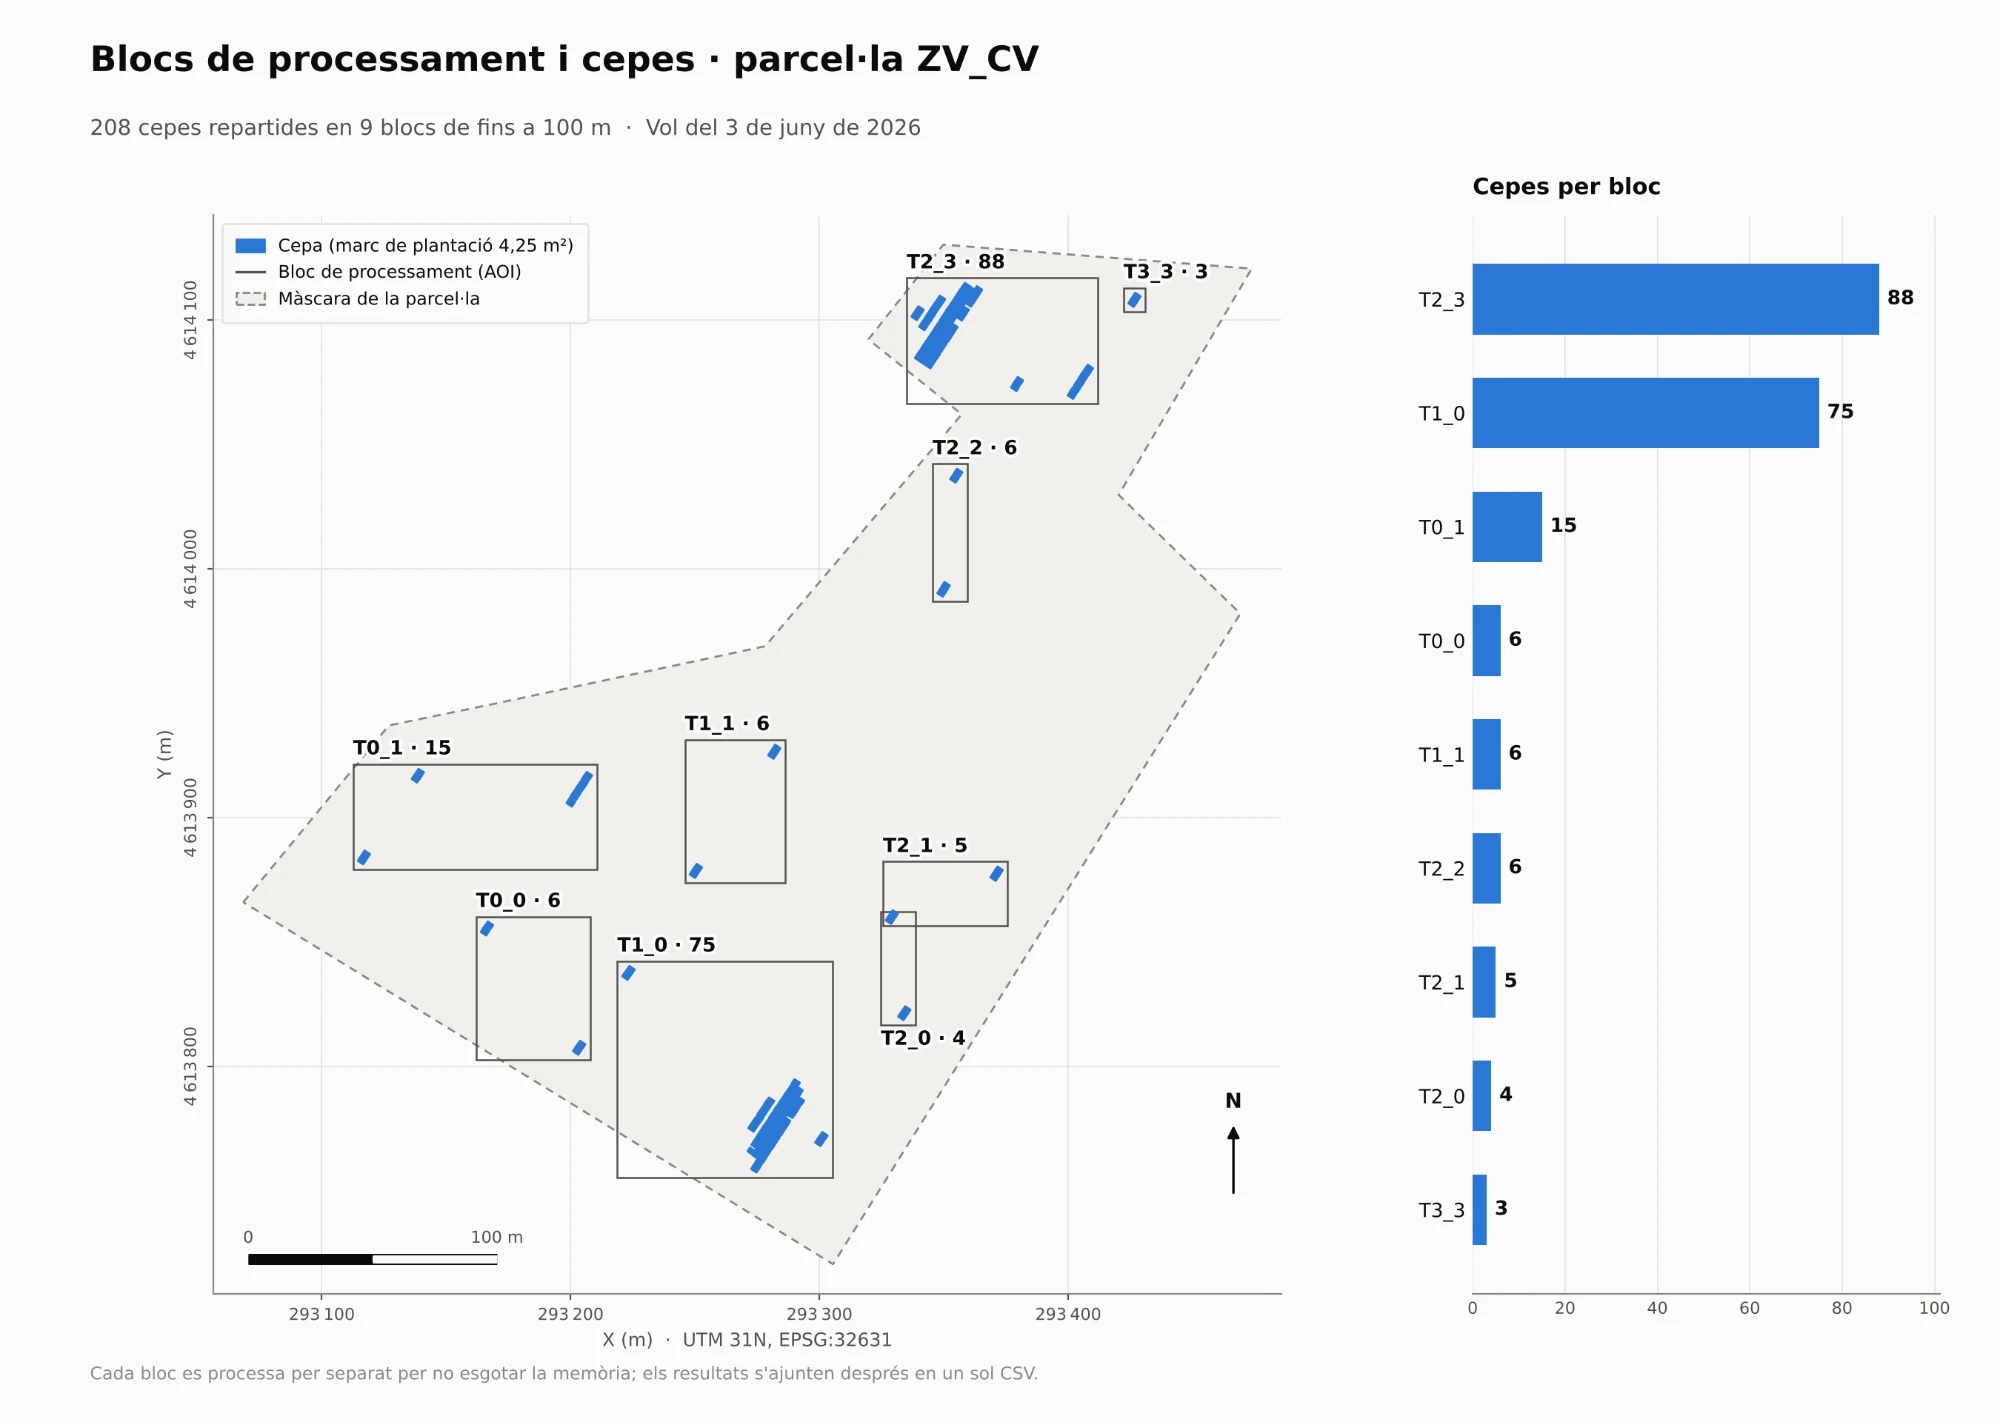 Blocs de processament i cepes · parcel·la ZV_CV
208 cepes repartides en 9 blocs de fins a 100 m · Vol del 3 de juny de 2026
Cepa (marc de plantació 4,25 m²)
Bloc de processament (AOI)
Màscara de la parcel·la
T2_3 · 88
T3_3 · 3
T2_2 · 6
T1_1 · 6
T0_1 · 15
T2_1 · 5
T0_0 · 6
T1_0 · 75
T2_0 · 4
N
0
100 m
4 614 100
4 614 000
4 613 900
4 613 800
Y (m)
293 100
293 200
293 300
293 400
X (m) · UTM 31N, EPSG:32631
Cepes per bloc
T2_3 88
T1_0 75
T0_1 15
T0_0 6
T1_1 6
T2_2 6
T2_1 5
T2_0 4
T3_3 3
0 20 40 60 80 100
Cada bloc es processa per separat per no esgotar la memòria; els resultats s'ajunten després en un sol CSV.